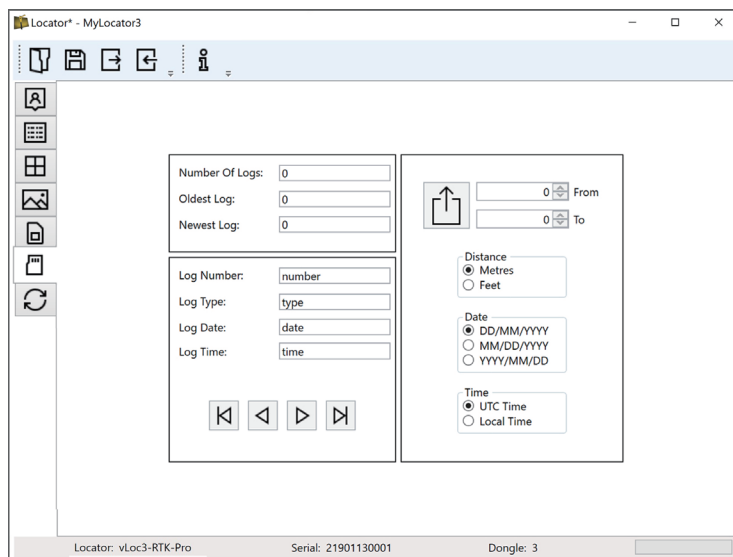 Locator* - MyLocator3
Number Of Logs: 0
Oldest Log: 0
Newest Log: 0
Log Number: number
Log Type: type
Log Date: date
Log Time: time
0 From
0 To
Distance
Metres
Feet
Date
DD/MM/YYYY
MM/DD/YYYY
YYYY/MM/DD
Time
UTC Time
Local Time
Locator: vLoc3-RTK-Pro Serial: 21901130001 Dongle: 3